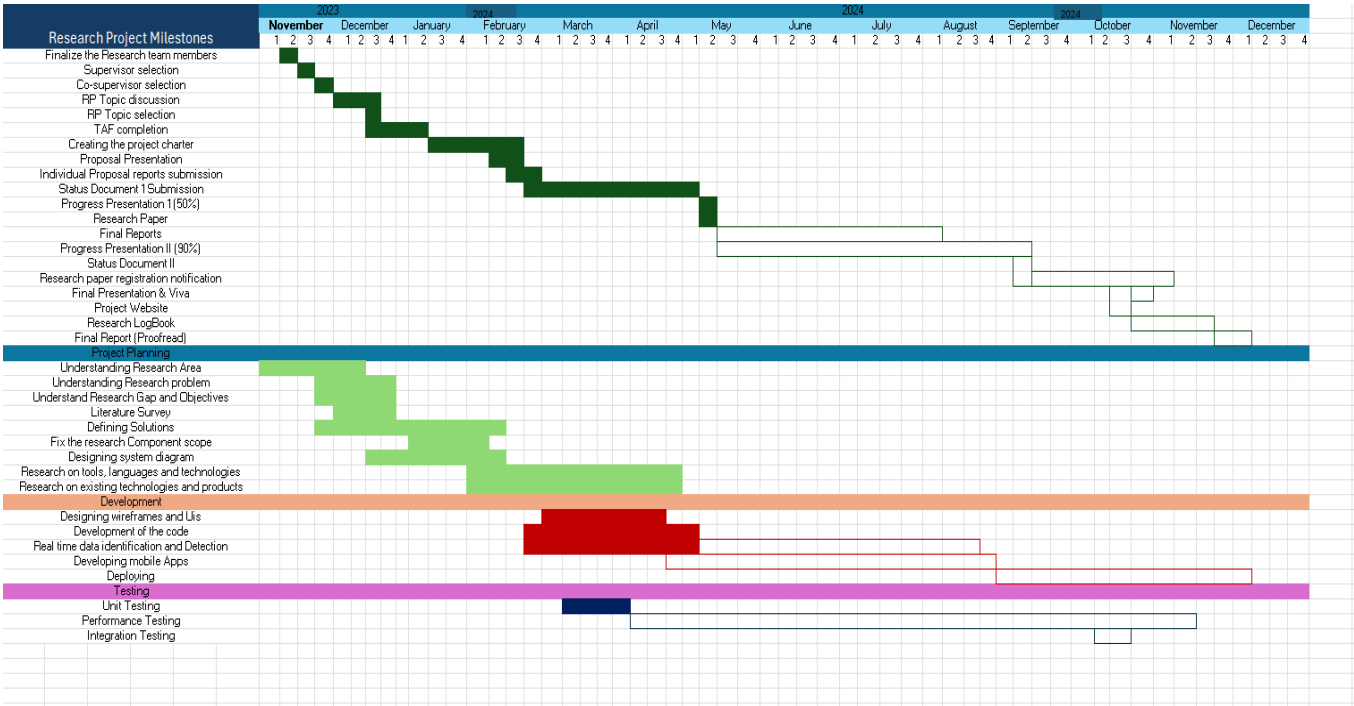 2023 2024 2024 2024
November December January February March April May June July August September October November December
Research Project Milestones 1 2 3 4 1 2 3 4 1 2 3 4 1 2 3 4 1 2 3 4 1 2 3 4 1 2 3 4 1 2 3 4 1 2 3 4 1 2 3 4 1 2 3 4 1 2 3 4 1 2 3 4 1 2 3 4
Finalize the Research team members
Supervisor selection
Co-supervisor selection
RP Topic discussion
RP Topic selection
TAF completion
Creating the project charter
Proposal Presentation
Individual Proposal reports submission
Status Document 1 Submission
Progress Presentation 1 (50%)
Research Paper
Final Reports
Progress Presentation II (90%)
Status Document II
Research paper registration notification
Final Presentation & Viva
Project Website
Research LogBook
Final Report (Proofread)
Project Planning
Understanding Research Area
Understanding Research problem
Understand Research Gap and Objectives
Literature Survey
Defining Solutions
Fix the research Component scope
Designing system diagram
Research on tools, languages and technologies
Research on existing technologies and products
Development
Designing wireframes and Uis
Development of the code
Real time data identification and Detection
Developing mobile Apps
Deploying
Testing
Unit Testing
Performance Testing
Integration Testing